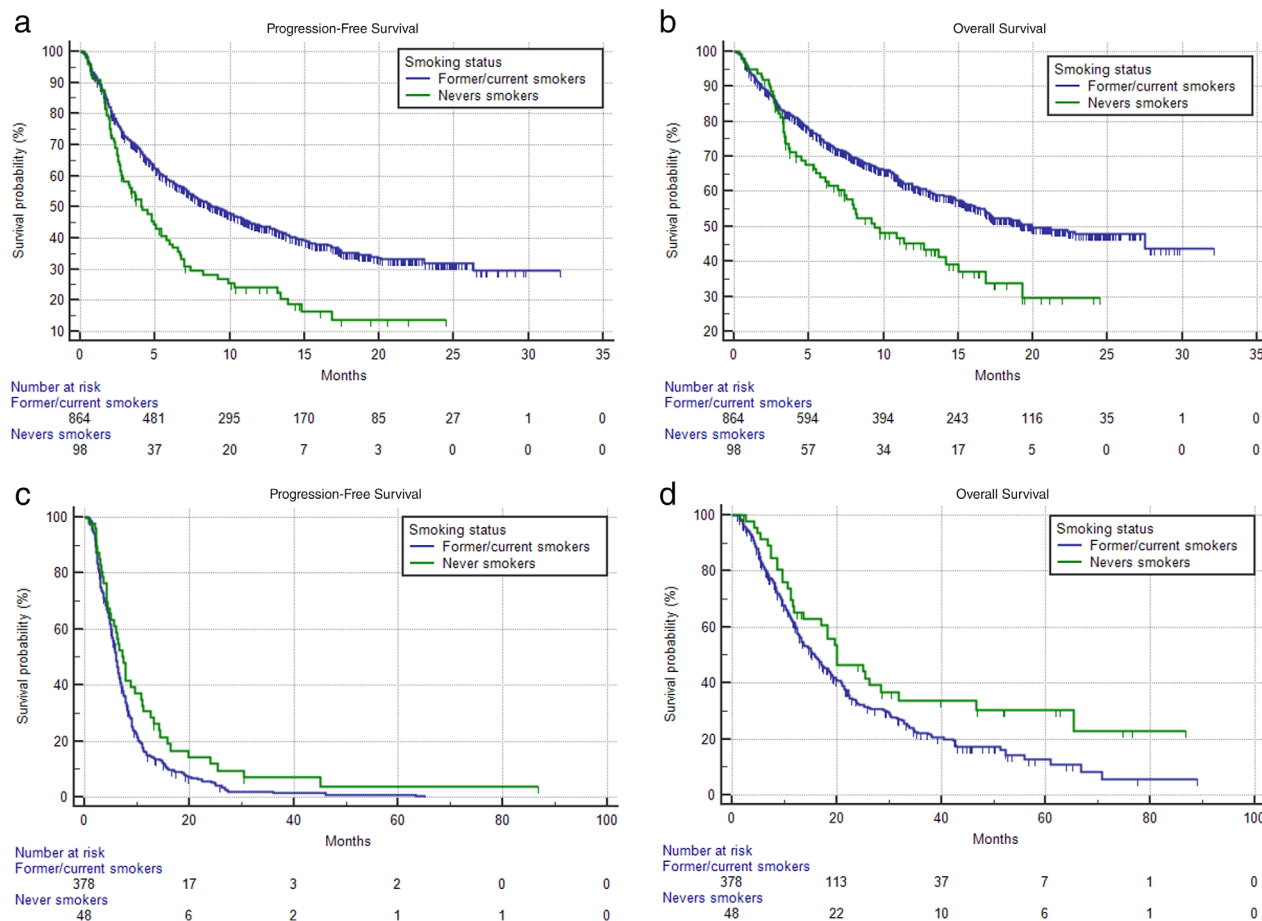 a
Progression-Free Survival
Survival probability (%)
100
90
80
70
60
50
40
30
20
10
Smoking status
Former/current smokers
Nevers smokers
0 5 10 15 20 25 30 35
Months
Number at risk
Former/current smokers
864 481 295 170 85 27 1 0
Nevers smokers
98 37 20 7 3 0 0 0
b
Overall Survival
Survival probability (%)
100
90
80
70
60
50
40
30
20
Smoking status
Former/current smokers
Nevers smokers
0 5 10 15 20 25 30 35
Months
Number at risk
Former/current smokers
864 594 394 243 116 35 1 0
Nevers smokers
98 57 34 17 5 0 0 0
c
Progression-Free Survival
Survival probability (%)
100
80
60
40
20
0
Smoking status
Former/current smokers
Never smokers
0 20 40 60 80 100
Months
Number at risk
Former/current smokers
378 17 3 2 0 0
Never smokers
48 6 2 1 1 0
d
Overall Survival
Survival probability (%)
100
80
60
40
20
0
Smoking status
Former/current smokers
Nevers smokers
0 20 40 60 80 100
Months
Number at risk
Former/current smokers
378 113 37 7 1 0
Nevers smokers
48 22 10 6 1 0